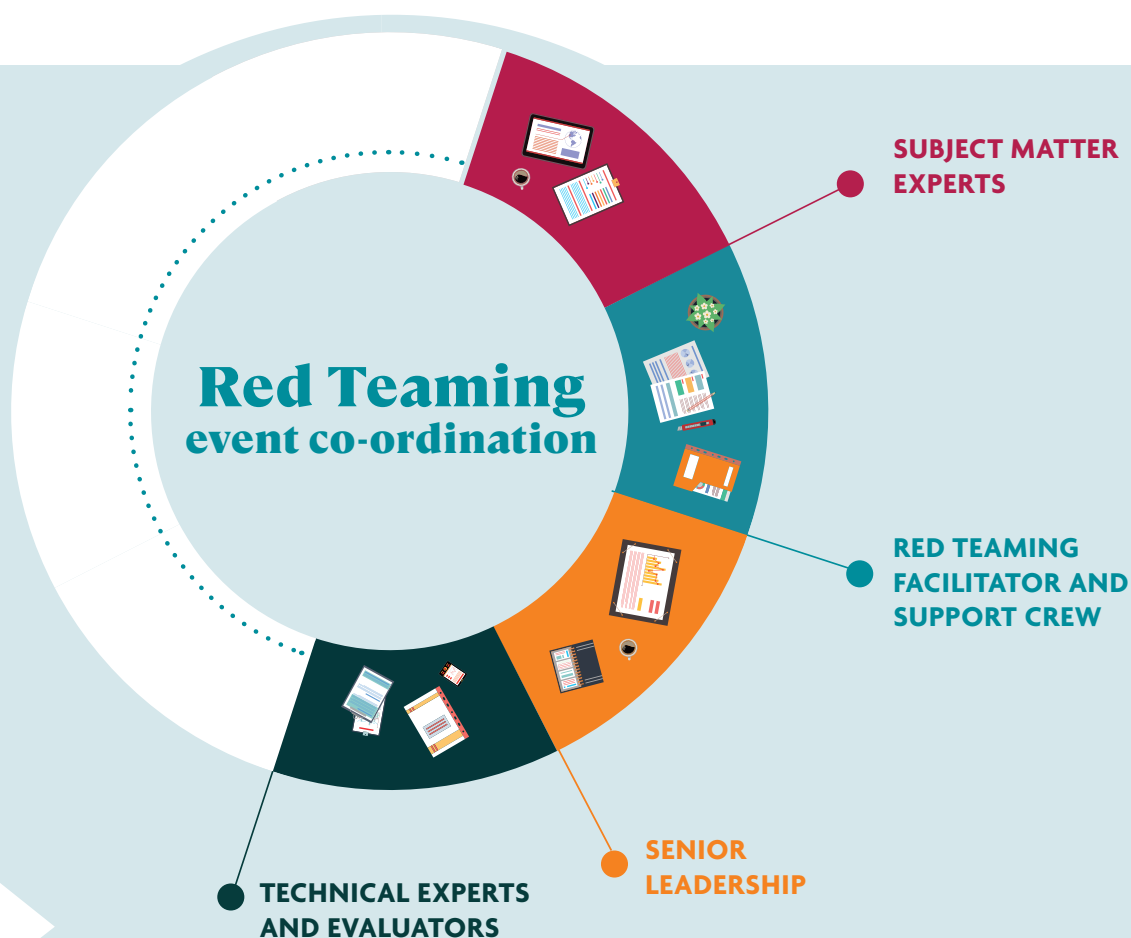 Red Teaming
event co-ordination
SUBJECT MATTER
EXPERTS
RED TEAMING
FACILITATOR AND
SUPPORT CREW
SENIOR
LEADERSHIP
TECHNICAL EXPERTS
AND EVALUATORS